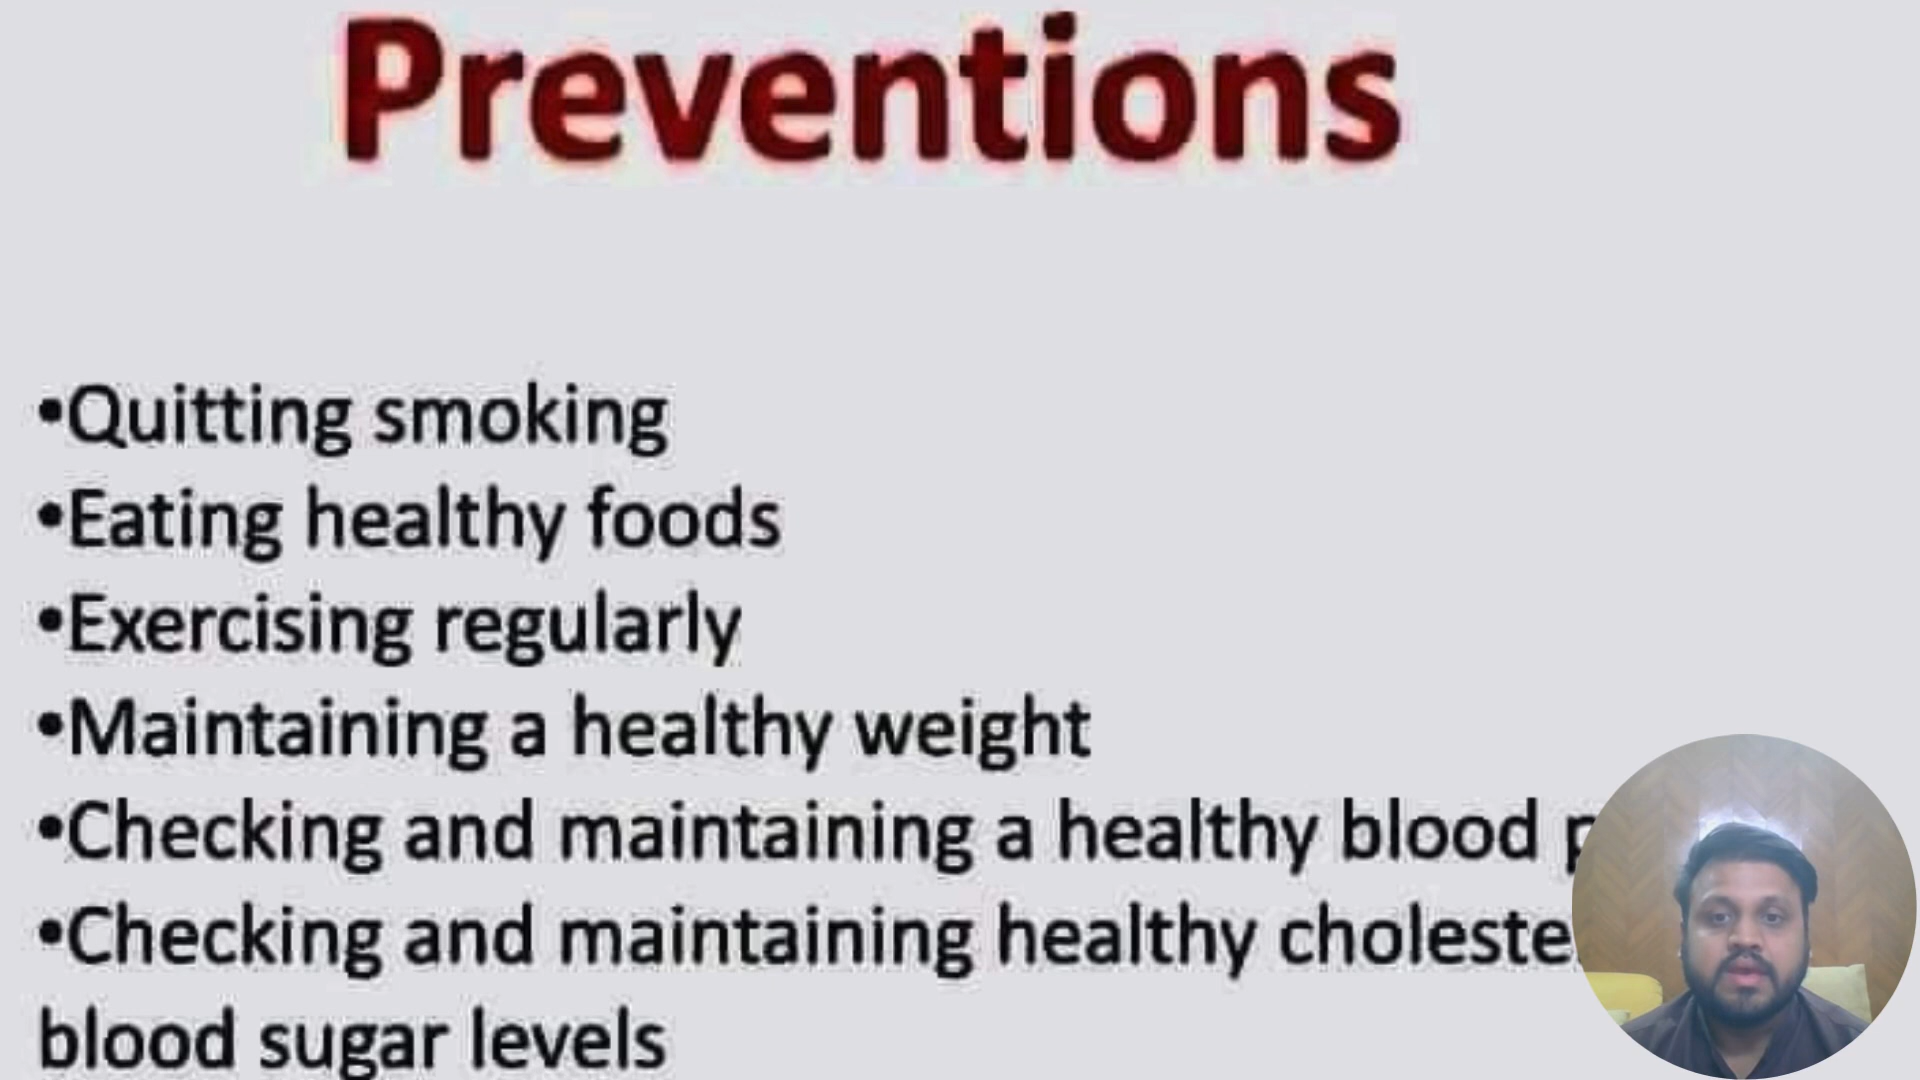 Preventions
•Quitting smoking
•Eating healthy foods
•Exercising regularly
•Maintaining a healthy weight
•Checking and maintaining a healthy blood
•Checking and maintaining healthy
blood sugar levels